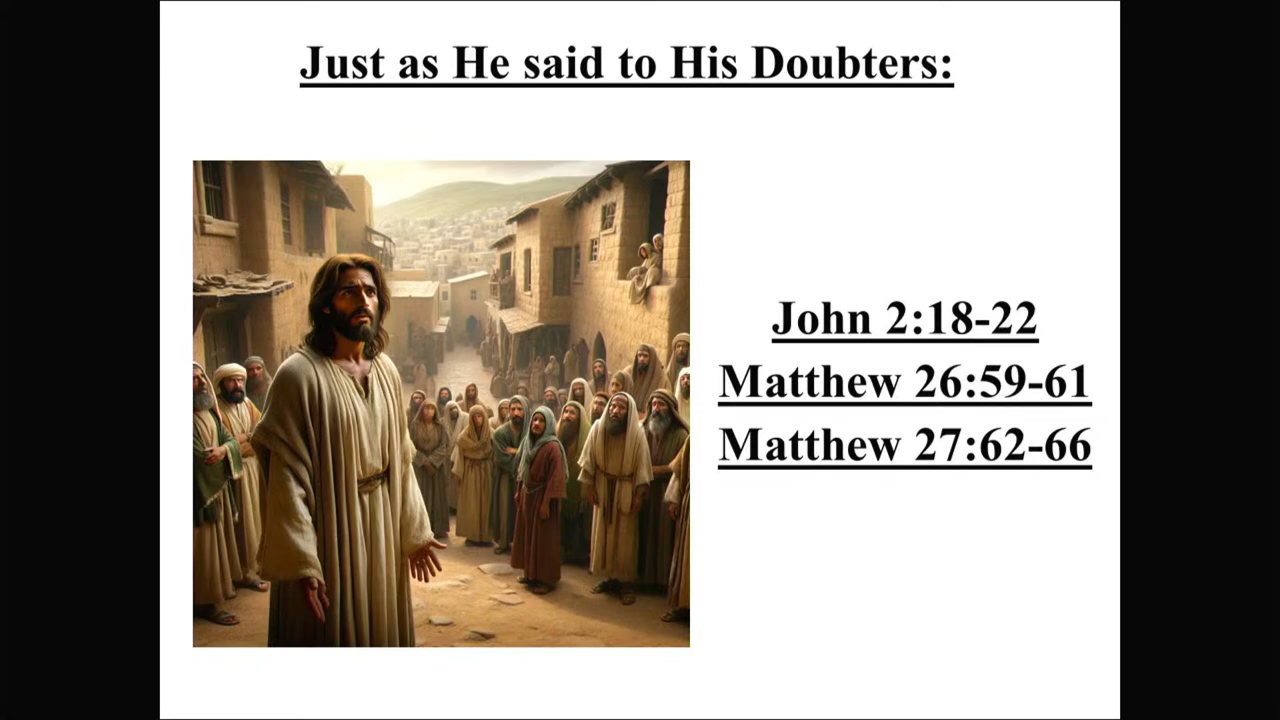 Just as He said to His Doubters:
John 2:18-22
Matthew 26:59-61
Matthew 27:62-66